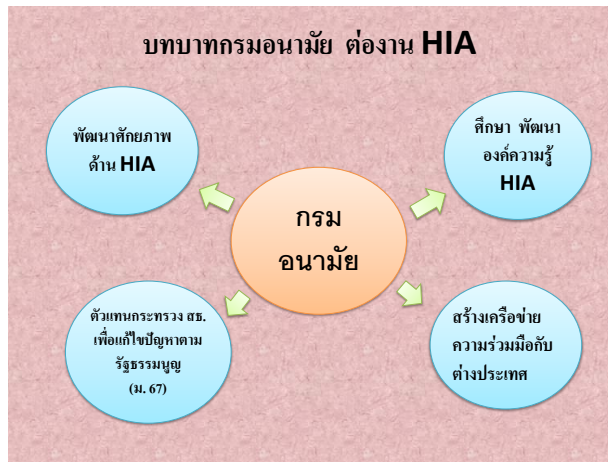 บทบาทกรมอนามัย ต่องาน HIA
พัฒนาศักยภาพ
ด้าน HIA
ศึกษา พัฒนา
องค์ความรู้
HIA
กรม
อนามัย
ตัวแทนกระทรวง สธ.
เพื่อแก้ไขปัญหาตาม
รัฐธรรมนูญ
(ม. 67)
สร้างเครือข่าย
ความร่วมมือกับ
ต่างประเทศ